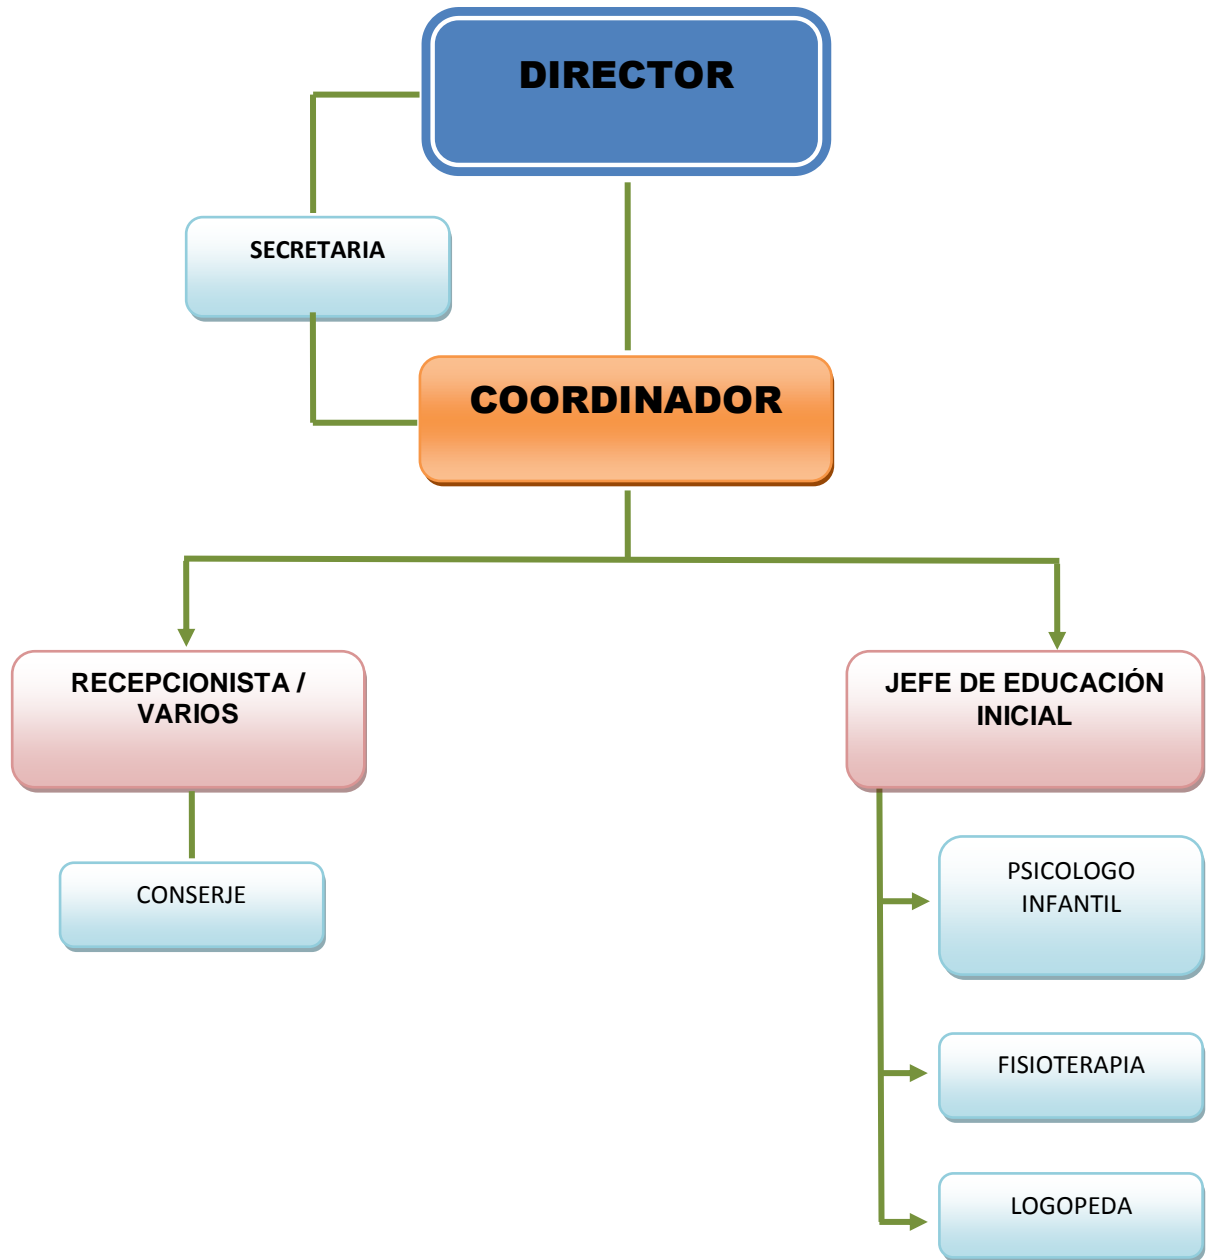 DIRECTOR
SECRETARIA
COORDINADOR
RECEPCIONISTA /
VARIOS
JEFE DE EDUCACIÓN
INICIAL
CONSERJE
PSICOLOGO
INFANTIL
FISIOTERAPIA
LOGOPEDA